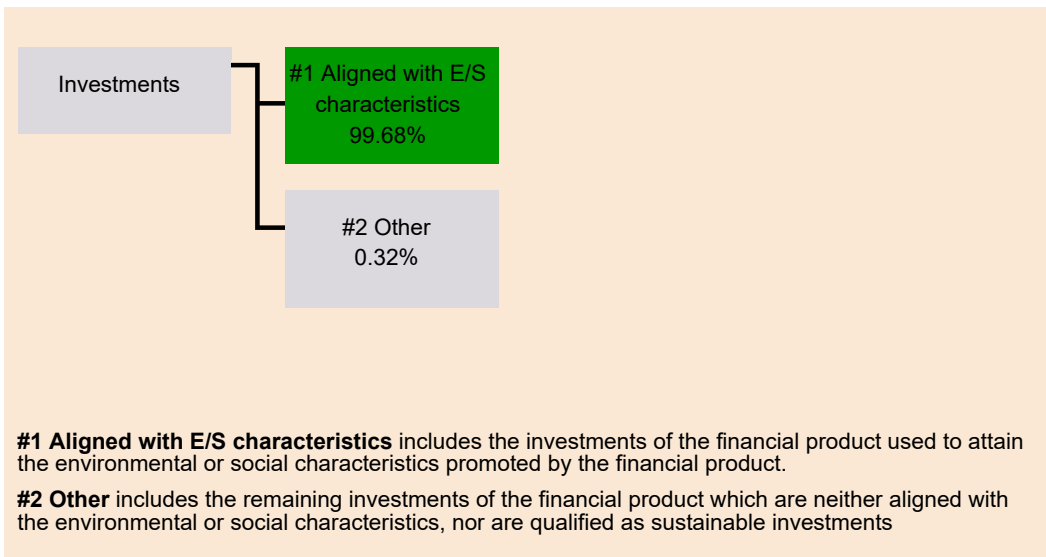 Investments
#1 Aligned with E/S
characteristics
99.68%
#2 Other
0.32%
#1 Aligned with E/S characteristics includes the investments of the financial product used to attain
the environmental or social characteristics promoted by the financial product.
#2 Other includes the remaining investments of the financial product which are neither aligned with
the environmental or social characteristics, nor are qualified as sustainable investments